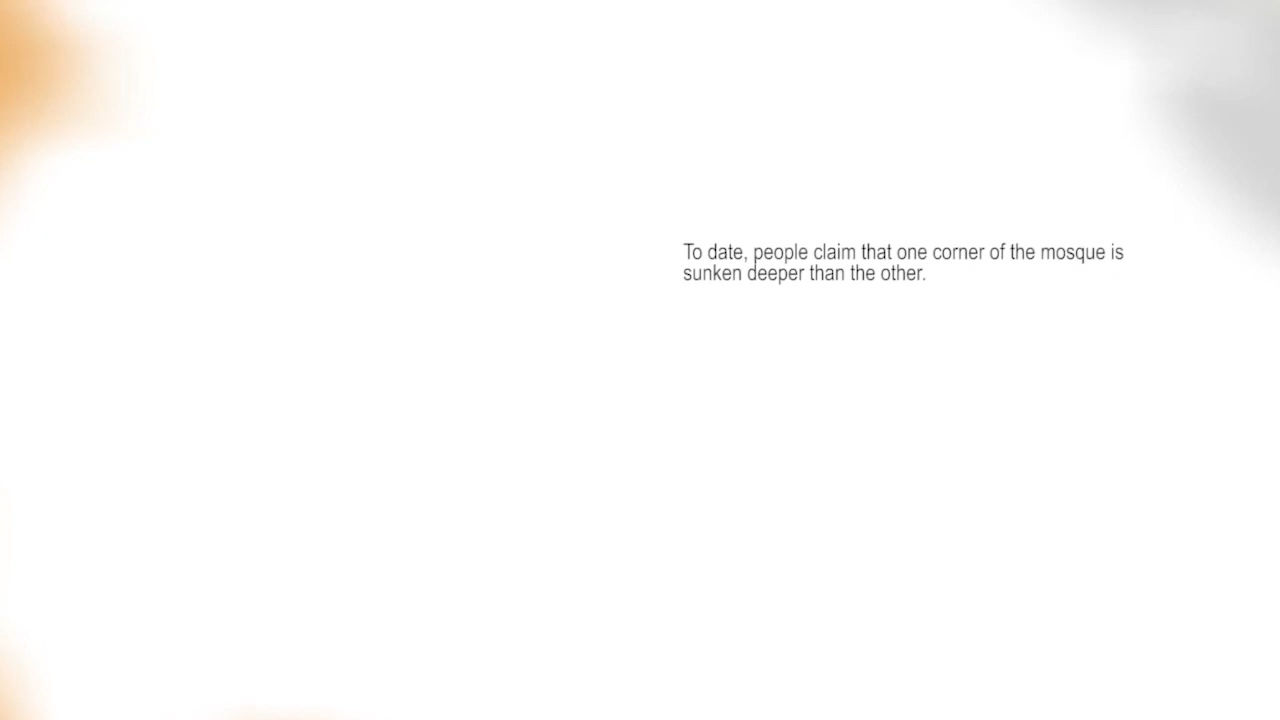 To date, people claim that one corner of the mosque is
sunken deeper than the other.